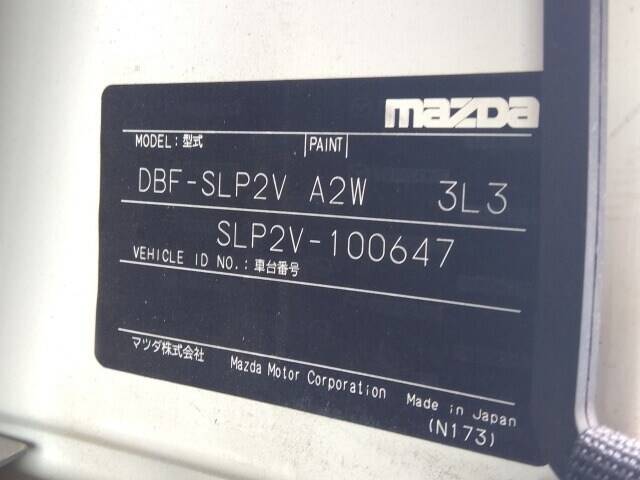 mazda
MODEL:型式 |PAINT|
DBF-SLP2V A2W 3L3
SLP2V-100647
VEHICLE ID NO.:車台番号
マツダ株式会社 Mazda Motor Corporation Made in Japan
(N173)